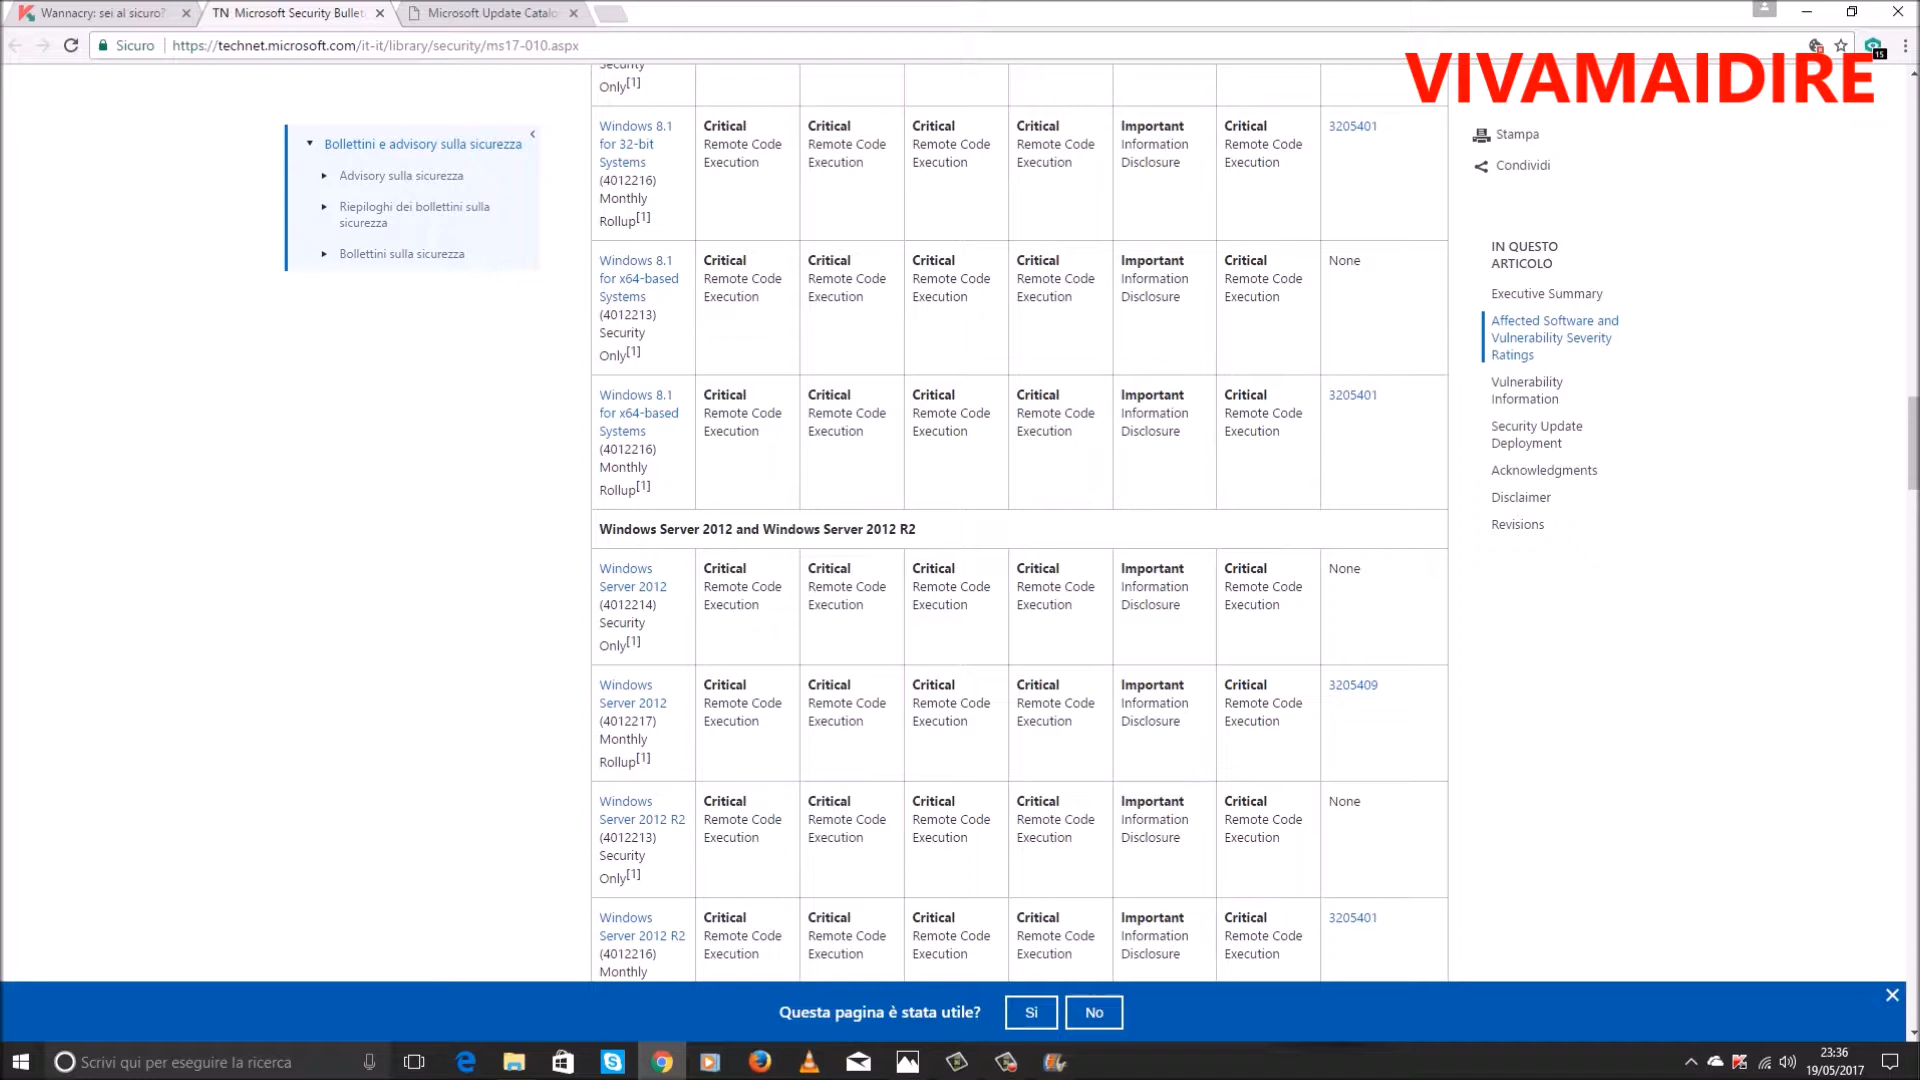 Wannacry: sei al sicuro?
TN Microsoft Security Bullet
Microsoft Update Catalo
Sicuro
https://technet.microsoft.com/it-it/library/security/ms17-010.aspx
15
VIVAMAIDIRE
Bollettini e advisory sulla sicurezza
Advisory sulla sicurezza
Riepiloghi dei bollettini sulla
sicurezza
Bollettini sulla sicurezza
Security
Only[1]
Windows 8.1 Critical Critical Critical Critical Important Critical 3205401
for 32-bit Remote Code Remote Code Remote Code Remote Code Information Remote Code
Systems Execution Execution Execution Execution Disclosure Execution
(4012216)
Monthly
Rollup[1]
Windows 8.1 Critical Critical Critical Critical Important Critical None
for x64-based Remote Code Remote Code Remote Code Remote Code Information Remote Code
Systems Execution Execution Execution Execution Disclosure Execution
(4012213)
Security
Only[1]
Windows 8.1 Critical Critical Critical Critical Important Critical 3205401
for x64-based Remote Code Remote Code Remote Code Remote Code Information Remote Code
Systems Execution Execution Execution Execution Disclosure Execution
(4012216)
Monthly
Rollup[1]
Windows Server 2012 and Windows Server 2012 R2
Windows Critical Critical Critical Critical Important Critical None
Server 2012 Remote Code Remote Code Remote Code Remote Code Information Remote Code
(4012214) Execution Execution Execution Execution Disclosure Execution
Security
Only[1]
Windows Critical Critical Critical Critical Important Critical 3205409
Server 2012 Remote Code Remote Code Remote Code Remote Code Information Remote Code
(4012217) Execution Execution Execution Execution Disclosure Execution
Monthly
Rollup[1]
Windows Critical Critical Critical Critical Important Critical None
Server 2012 R2 Remote Code Remote Code Remote Code Remote Code Information Remote Code
(4012213) Execution Execution Execution Execution Disclosure Execution
Security
Only[1]
Windows Critical Critical Critical Critical Important Critical 3205401
Server 2012 R2 Remote Code Remote Code Remote Code Remote Code Information Remote Code
(4012216) Execution Execution Execution Execution Disclosure Execution
Monthly
Stampa
Condividi
IN QUESTO
ARTICOLO
Executive Summary
Affected Software and
Vulnerability Severity
Ratings
Vulnerability
Information
Security Update
Deployment
Acknowledgments
Disclaimer
Revisions
Questa pagina è stata utile? Sì No
Scrivi qui per eseguire la ricerca
23:36
19/05/2017